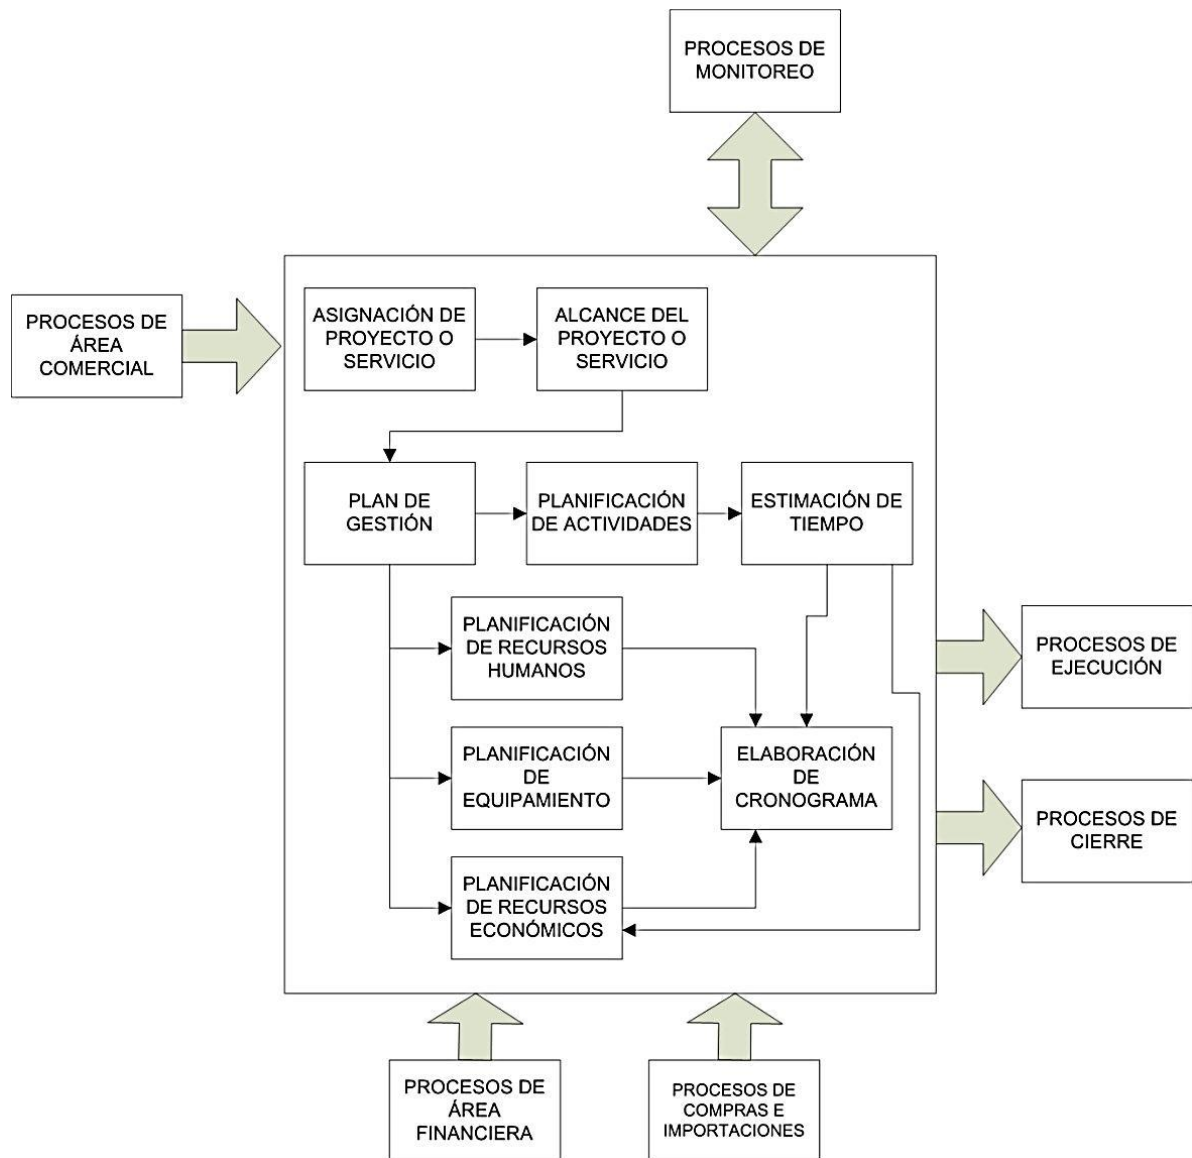 PROCESOS DE
MONITOREO
PROCESOS DE
ÁREA
COMERCIAL
ASIGNACIÓN DE
PROYECTO O
SERVICIO
ALCANCE DEL
PROYECTO O
SERVICIO
PLAN DE
GESTIÓN
PLANIFICACIÓN
DE ACTIVIDADES
ESTIMACIÓN DE
TIEMPO
PLANIFICACIÓN
DE RECURSOS
HUMANOS
PROCESOS DE
EJECUCIÓN
PLANIFICACIÓN
DE
EQUIPAMIENTO
ELABORACIÓN
DE
CRONOGRAMA
PROCESOS DE
CIERRE
PLANIFICACIÓN
DE RECURSOS
ECONÓMICOS
PROCESOS DE
ÁREA
FINANCIERA
PROCESOS DE
COMPRAS E
IMPORTACIONES